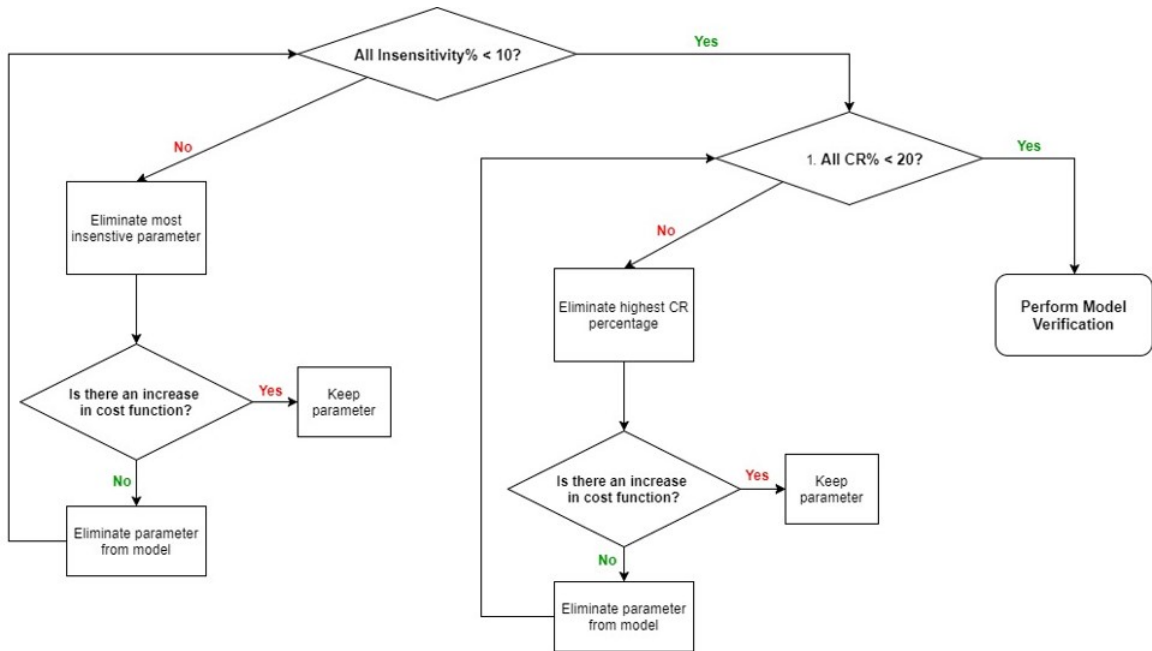 All Insensitivity% < 10?
Yes
No
Eliminate most
insenstive parameter
Is there an increase
in cost function?
Yes
Keep
parameter
No
Eliminate parameter
from model
1. All CR% < 20?
Yes
No
Eliminate highest CR
percentage
Is there an increase
in cost function?
Yes
Keep
parameter
No
Eliminate parameter
from model
Perform Model
Verification